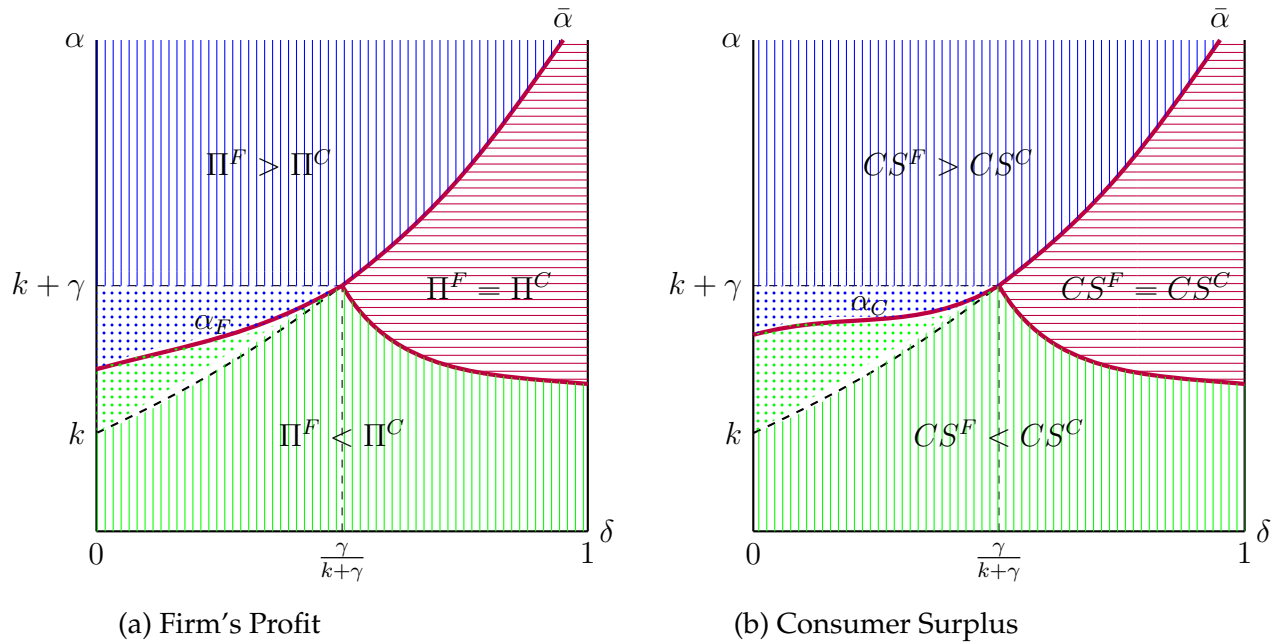 ᾱ
α
Π^F > Π^C
k + γ
Π^F = Π^C
α_F
k
Π^F < Π^C
δ
0
γ/(k+γ)
1
(a) Firm's Profit
ᾱ
α
CS^F > CS^C
k + γ
CS^F = CS^C
α_C
k
CS^F < CS^C
δ
0
γ/(k+γ)
1
(b) Consumer Surplus